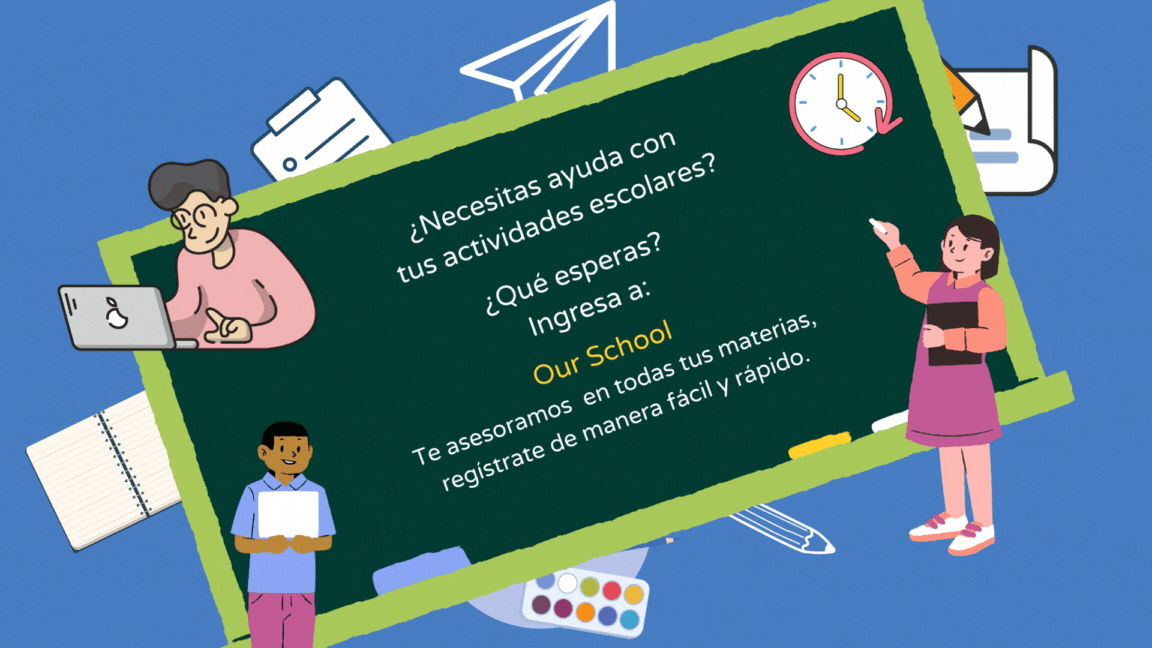 ¿Necesitas ayuda con
tus actividades escolares?
¿Qué esperas?
Ingresa a:
Our School
Te asesoramos en todas tus materias,
regístrate de manera fácil y rápido.